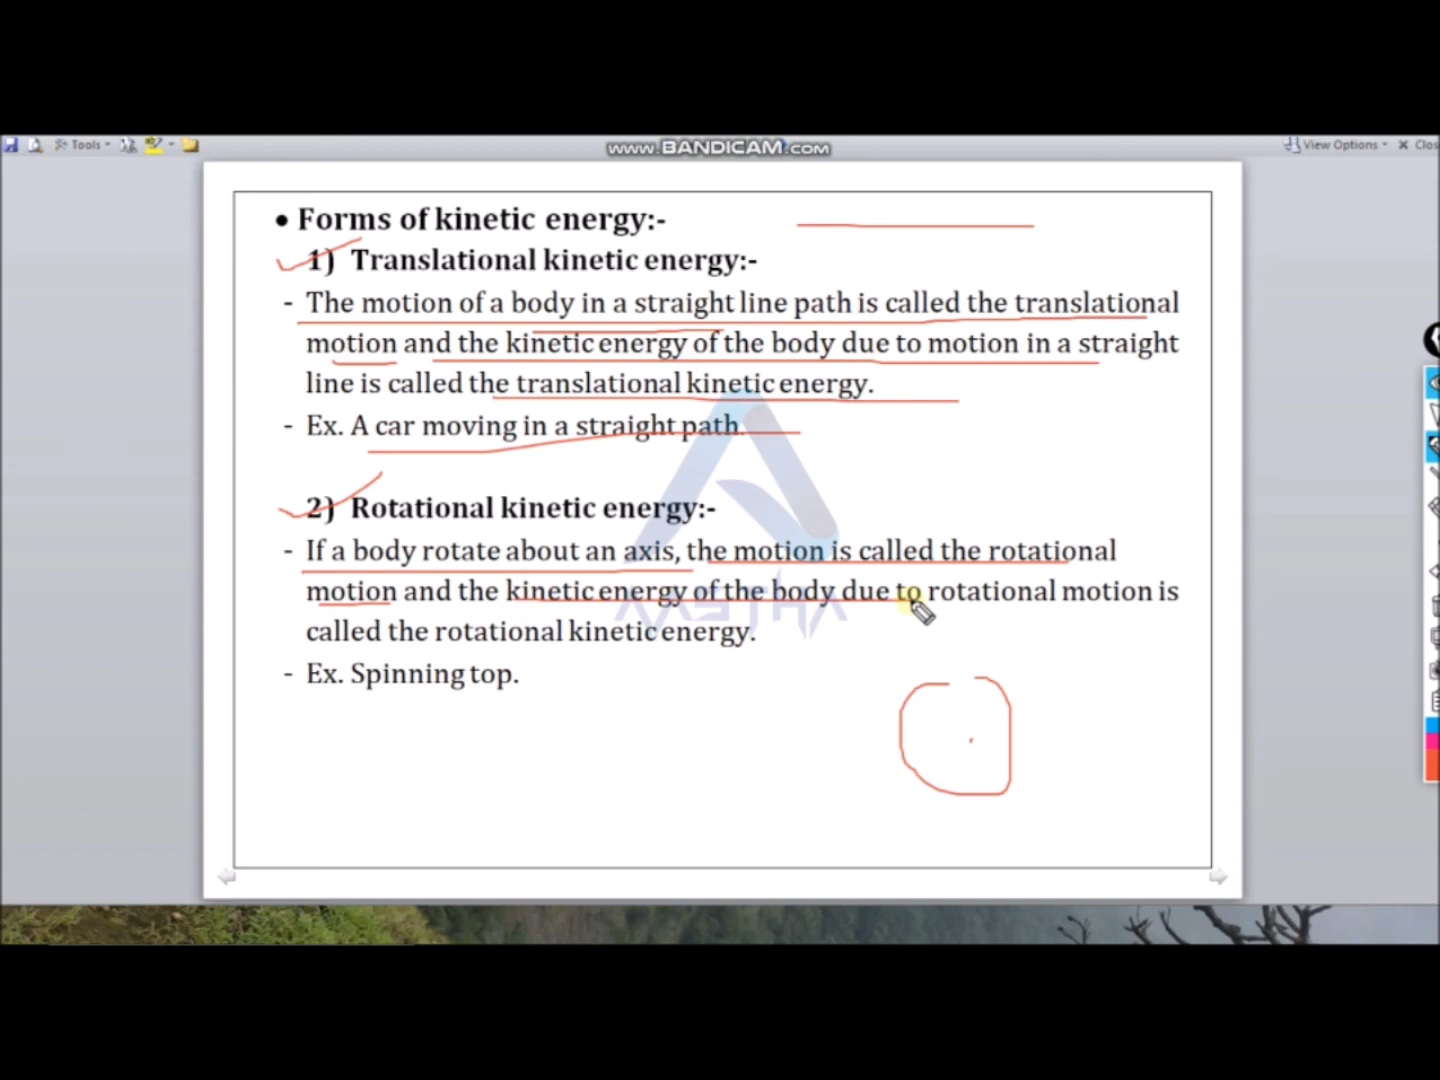 Tools
www.BANDICAM.com
View Options
Clos
• Forms of kinetic energy:-
1) Translational kinetic energy:-
- The motion of a body in a straight line path is called the translational
motion and the kinetic energy of the body due to motion in a straight
line is called the translational kinetic energy.
- Ex. A car moving in a straight path.
2) Rotational kinetic energy:-
- If a body rotate about an axis, the motion is called the rotational
motion and the kinetic energy of the body due to rotational motion is
called the rotational kinetic energy.
- Ex. Spinning top.
AASTHA